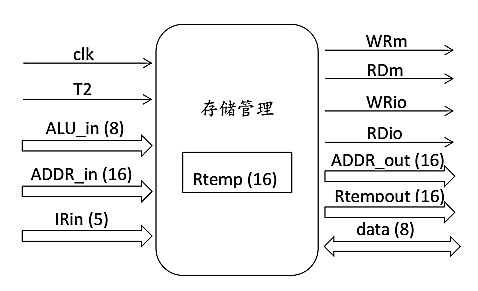 clk
T2
ALU_in (8)
ADDR_in (16)
IRin (5)
存储管理
Rtemp (16)
WRm
RDm
WRio
RDio
ADDR_out (16)
Rtempout (16)
data (8)